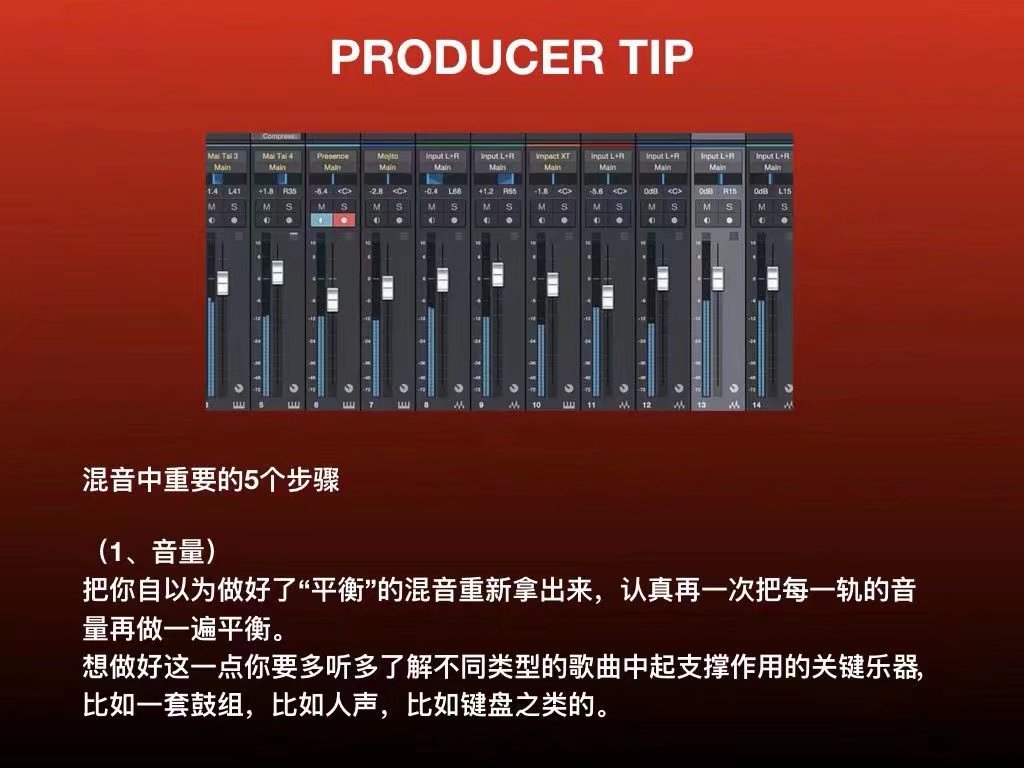 PRODUCER TIP
Compress..
Mai Tai 3 Mai Tai 4 Presence Mojito Input L+R Input L+R Impact XT Input L+R Input L+R Input L+R Input L+R
Main Main Main Main Main Main Main Main Main Main Main
1.4 L41 +1.8 R35 -6.4 <C> -2.8 <C> -0.4 L68 +1.2 R65 -1.8 <C> -5.6 <C> 0dB <C> 0dB R15 0dB L15
M S M S M S M S M S M S M S M S M S M S M S
5 6 7 8 9 10 11 12 13 14
混音中重要的5个步骤
（1、音量）
把你自以为做好了“平衡”的混音重新拿出来，认真再一次把每一轨的音
量再做一遍平衡。
想做好这一点你要多听多了解不同类型的歌曲中起支撑作用的关键乐器,
比如一套鼓组，比如人声，比如键盘之类的。